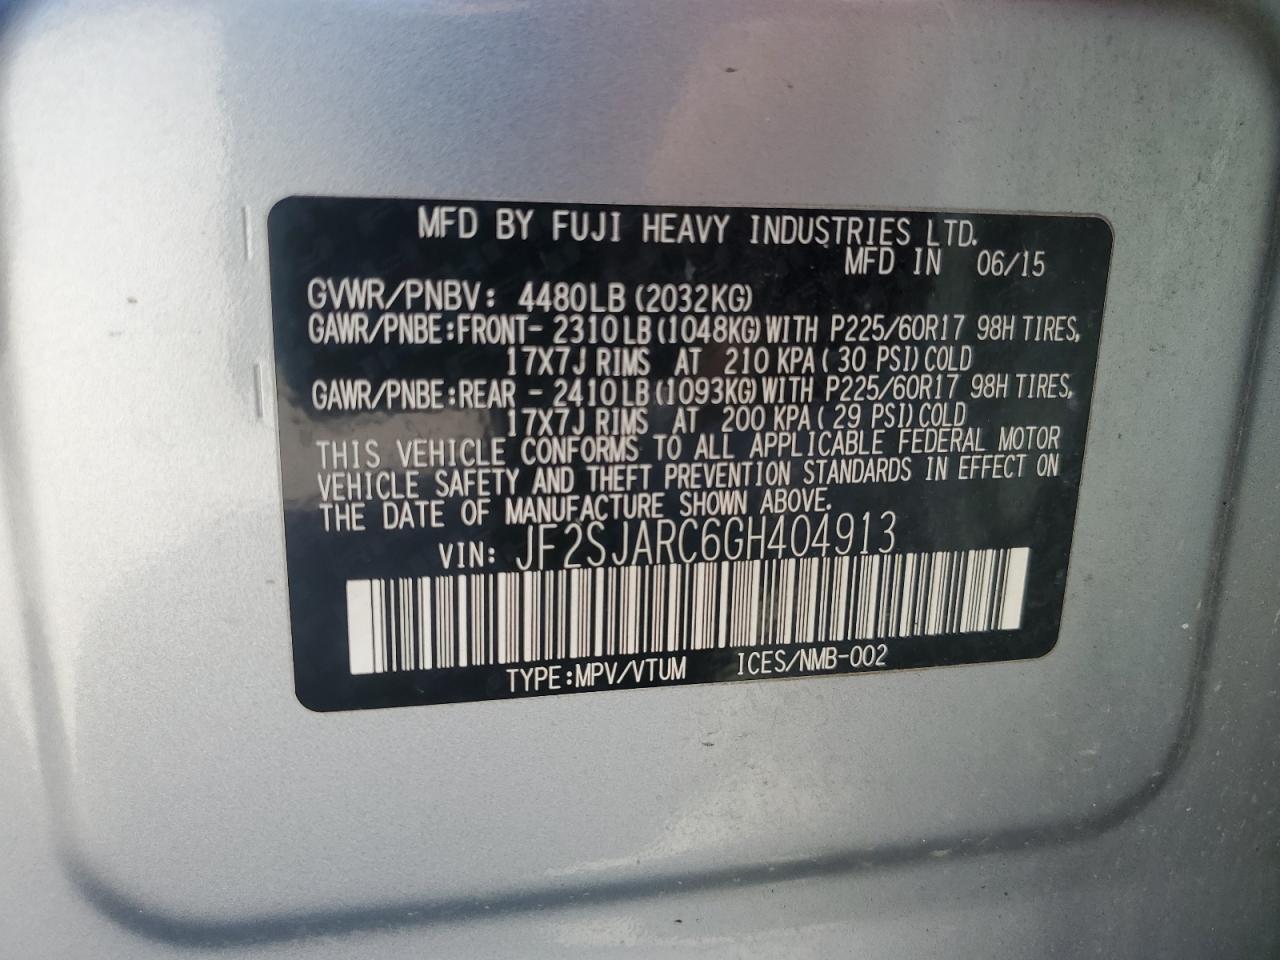 MFD BY FUJI HEAVY INDUSTRIES LTD.
MFD IN 06/15
GVWR/PNBV: 4480LB (2032KG)
GAWR/PNBE:FRONT- 2310LB (1048KG) WITH P225/60R17 98H TIRES,
17X7J RIMS AT 210 KPA ( 30 PSI) COLD
GAWR/PNBE:REAR - 2410LB (1093KG) WITH P225/60R17 98H TIRES,
17X7J RIMS AT 200 KPA ( 29 PSI) COLD
THIS VEHICLE CONFORMS TO ALL APPLICABLE FEDERAL MOTOR
VEHICLE SAFETY AND THEFT PREVENTION STANDARDS IN EFFECT ON
THE DATE OF MANUFACTURE SHOWN ABOVE.
VIN: JF2SJARC6GH404913
TYPE:MPV/VTUM ICES/NMB-002